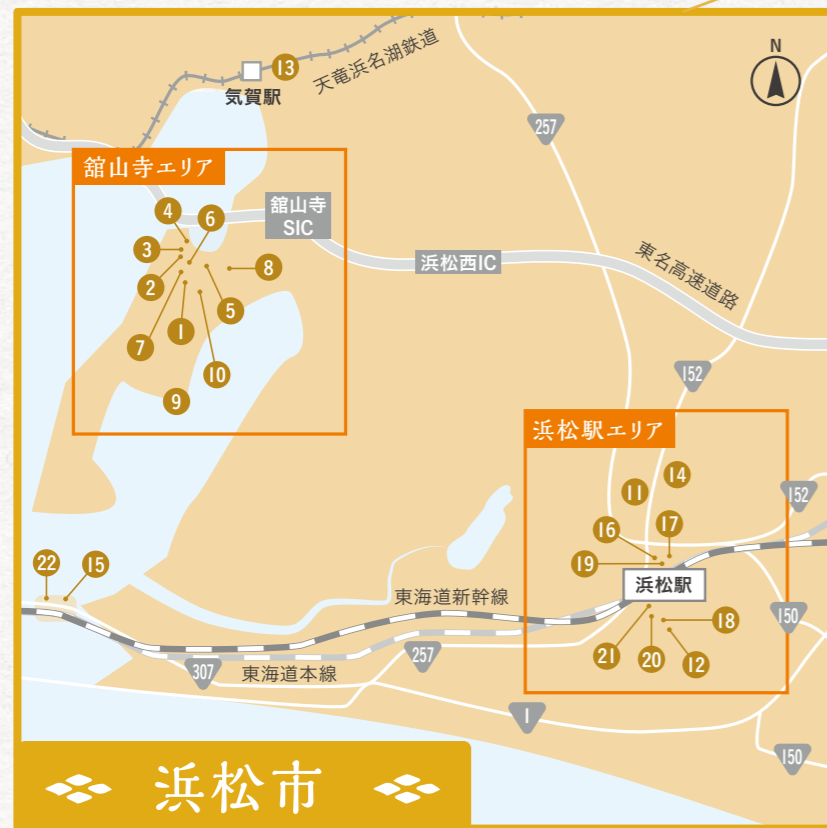 N
13
天竜浜名湖鉄道
気賀駅
257
舘山寺エリア
舘山寺
SIC
4
6
3
8
2
5
7
1
10
9
浜松西IC
東名高速道路
152
浜松駅エリア
14
11
152
16
17
19
浜松駅
22
15
東海道新幹線
150
18
21
20
12
257
307
東海道本線
1
150
浜松市